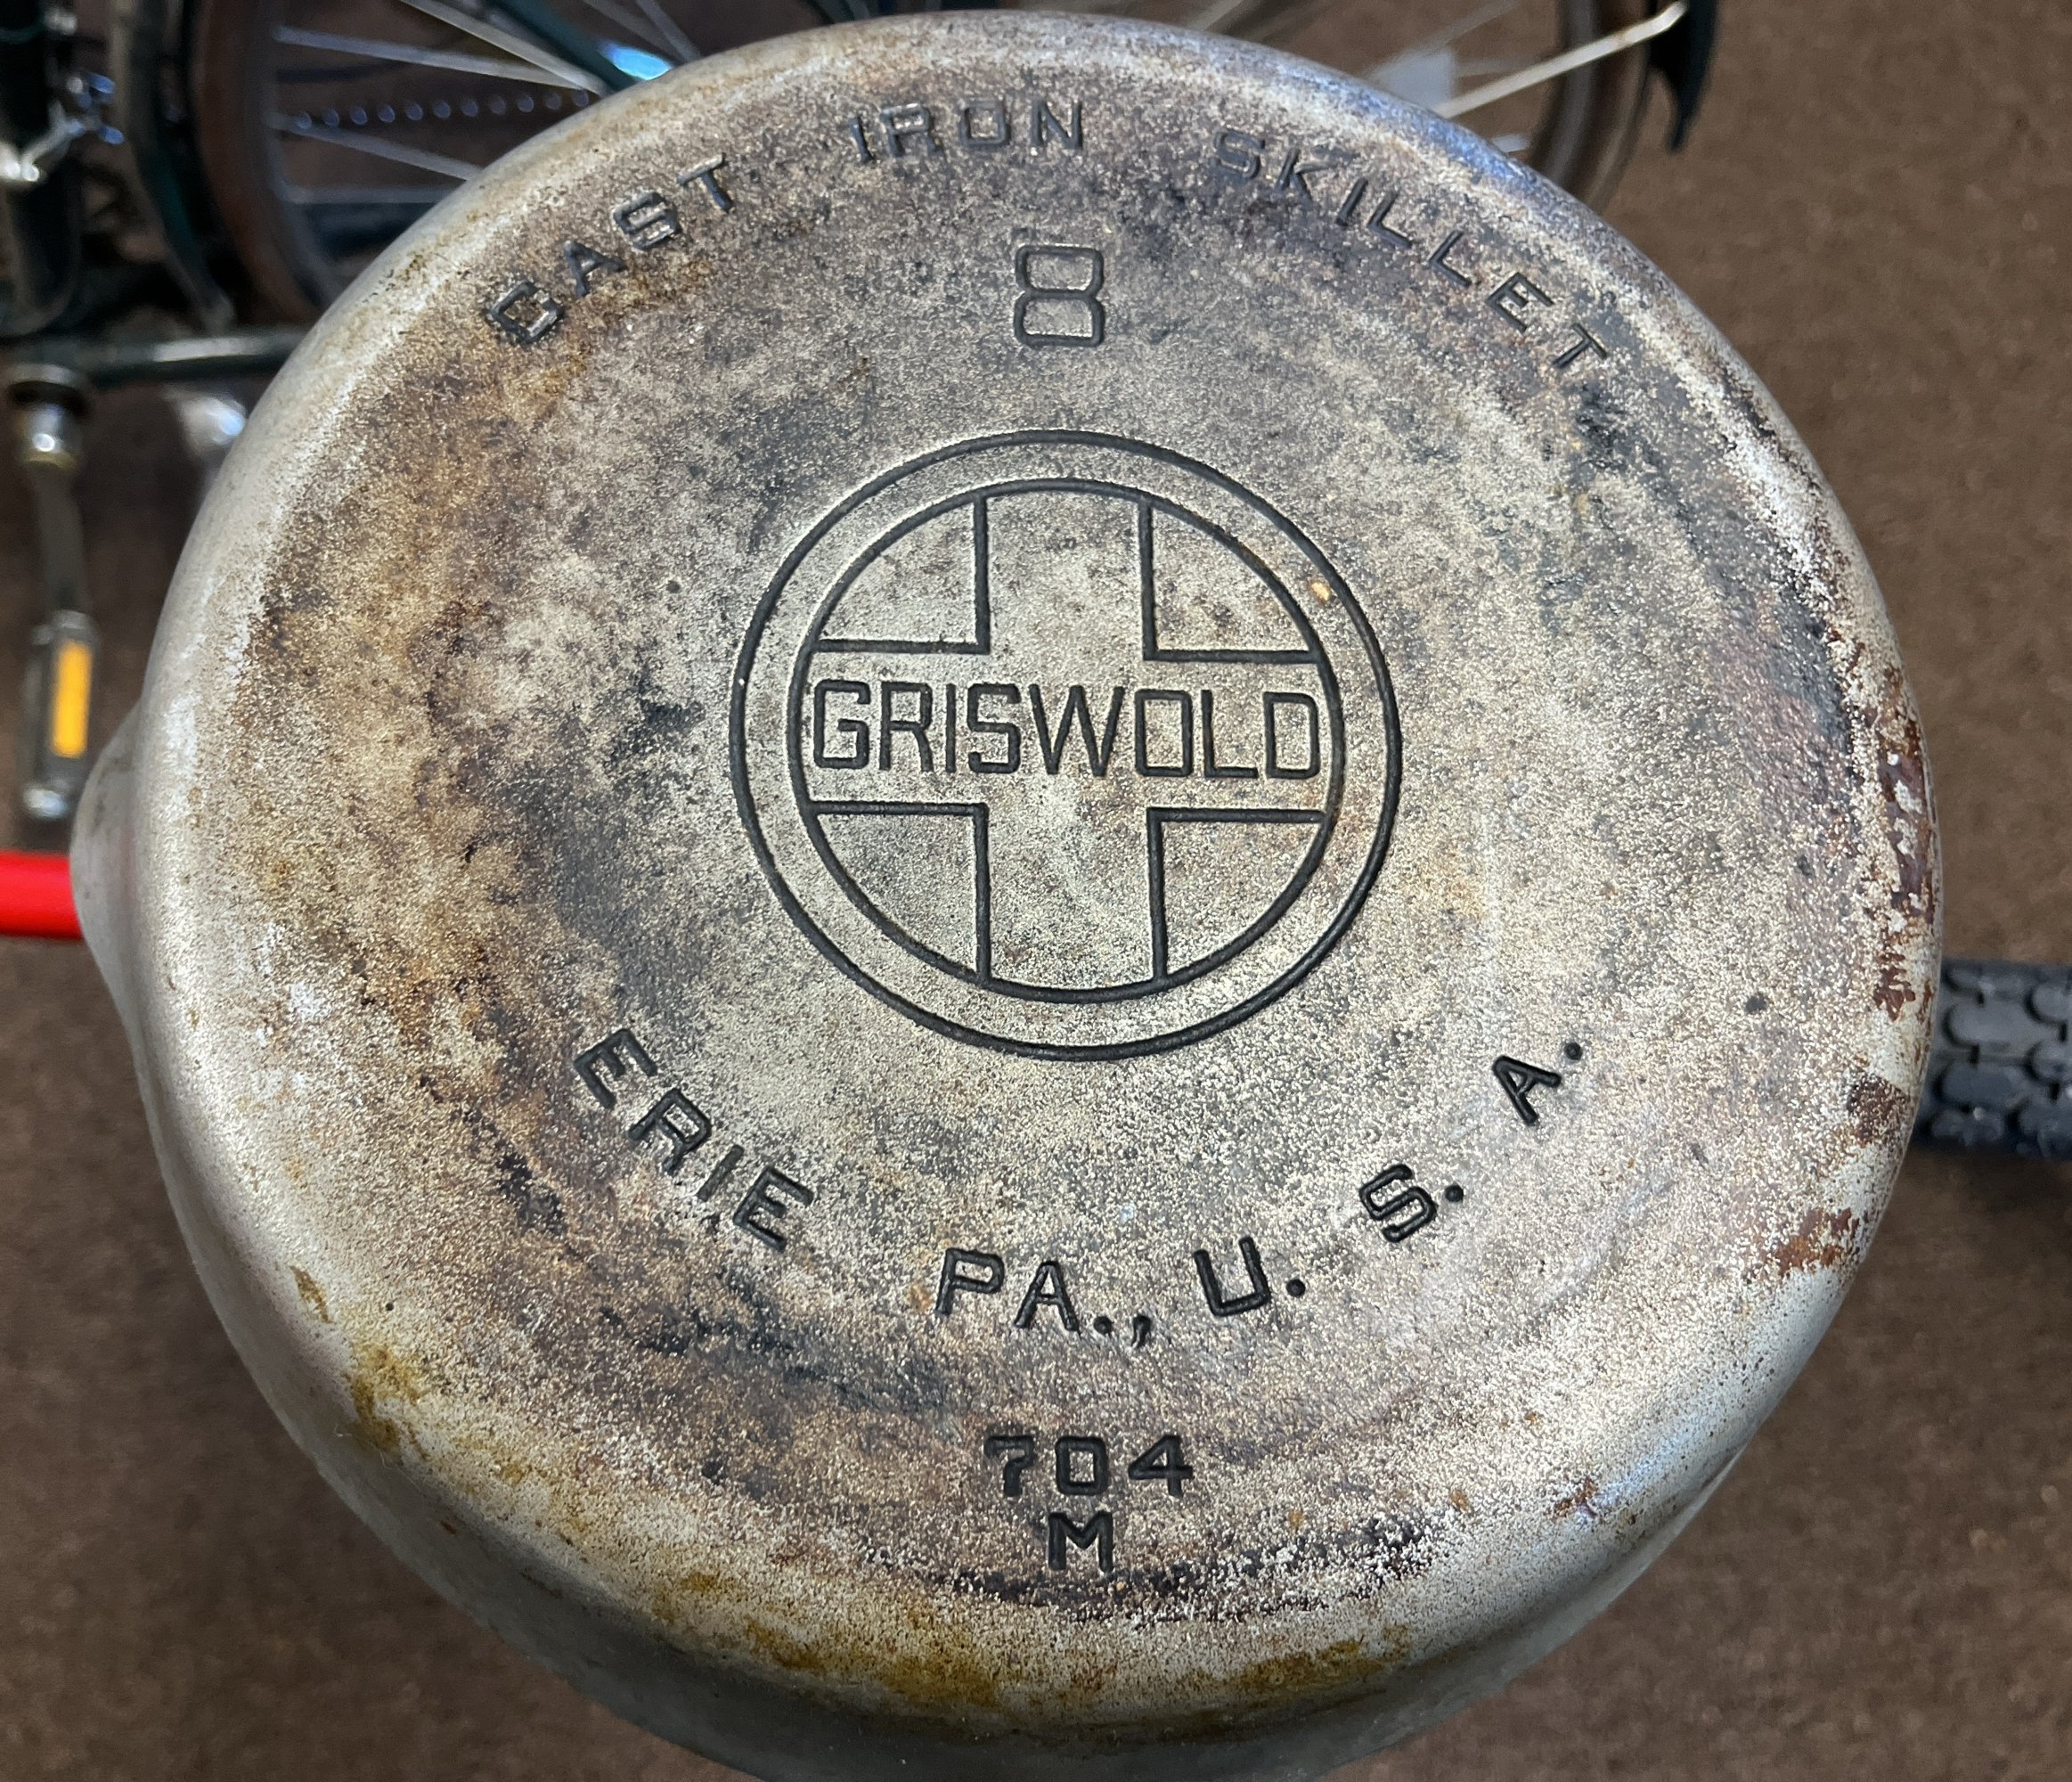 CAST IRON SKILLET
8
GRISWOLD
ERIE PA., U. S. A.
704
M